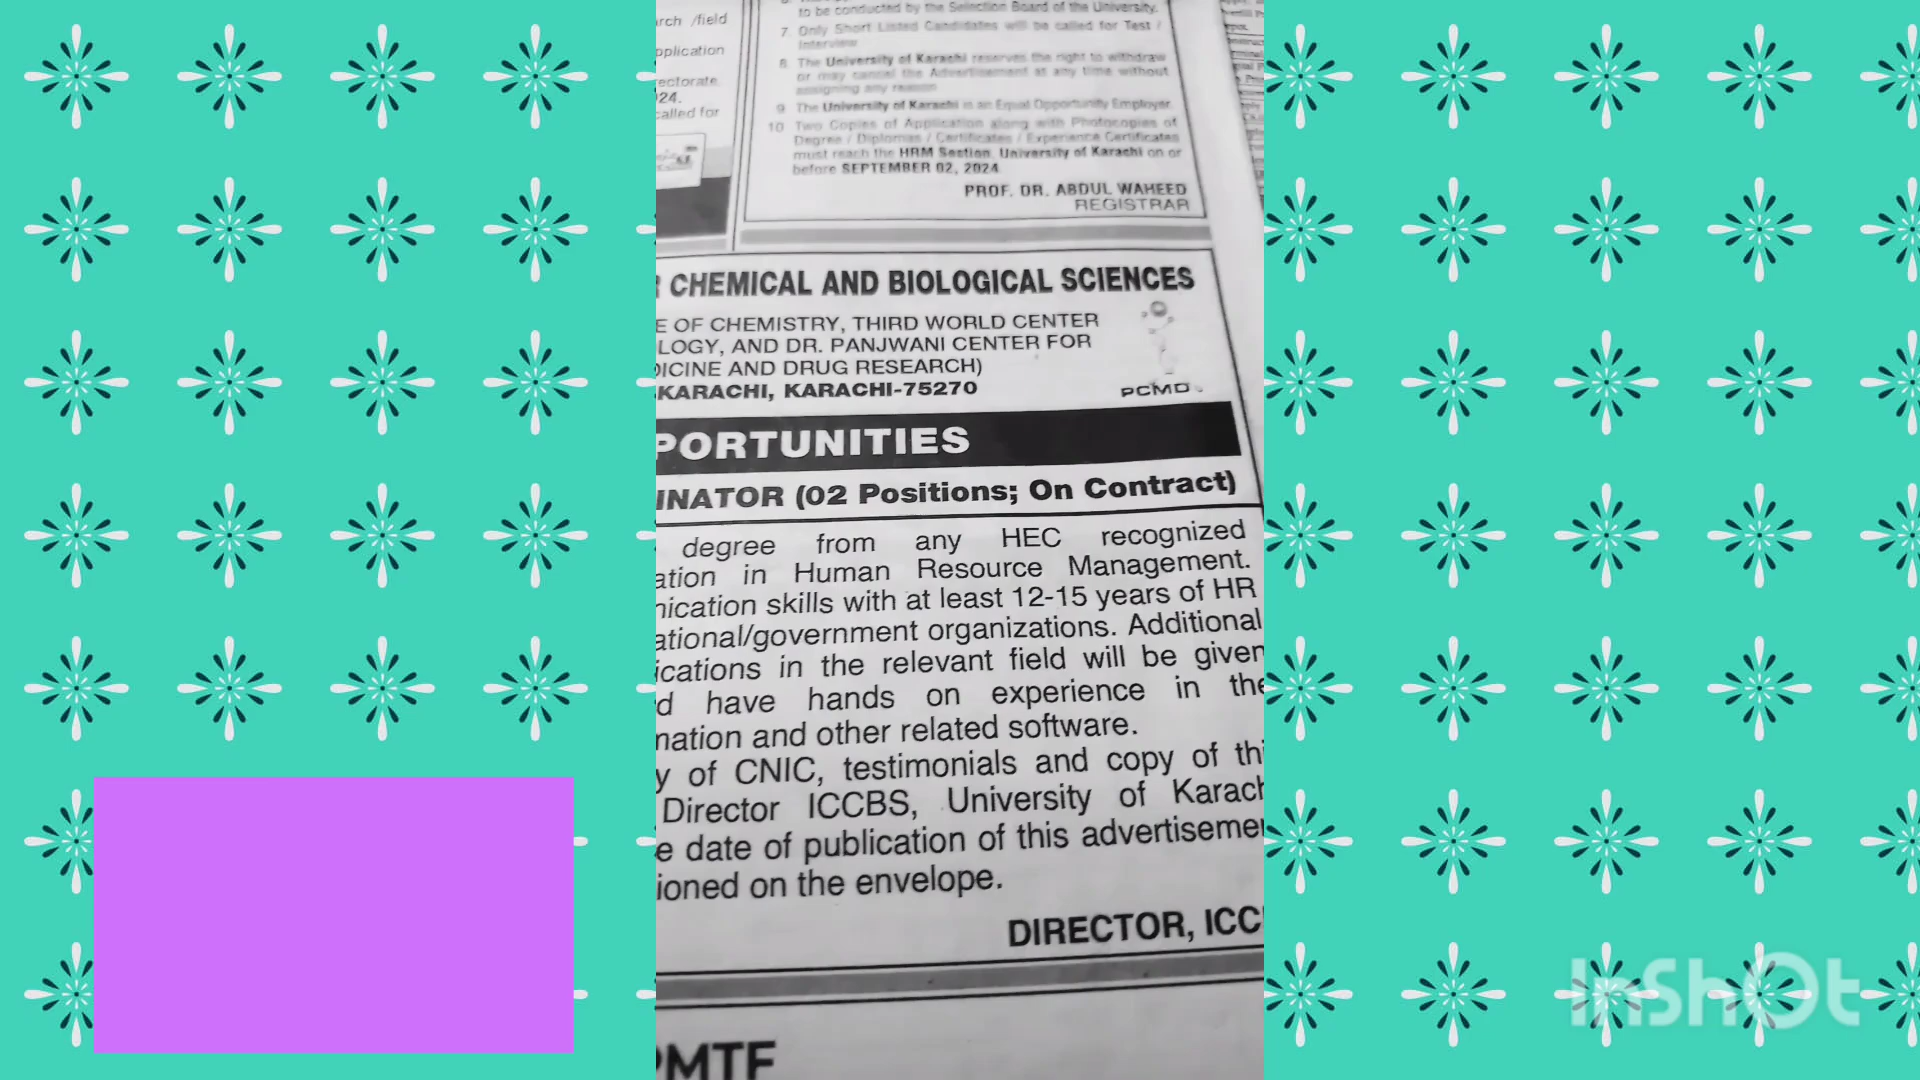 rch /field
pplication
ectorate.
24.
called for
to be conducted by the Selection Board of the University.
7. Only Short Listed Candidates will be called for Test /
Interview
8. The University of Karachi reserves the right to withdraw
or may cancel the Advertisement at any time without
assigning any reason
9 The University of Karachi is an Equal Opportunity Employer.
10 Two Copies of Application along with Photocopies of
Degree / Diplomas / Certificates / Experience Certificates
must reach the HRM Section, University of Karachi on or
before SEPTEMBER 02, 2024
PROF. DR. ABDUL WAHEED
REGISTRAR
R CHEMICAL AND BIOLOGICAL SCIENCES
E OF CHEMISTRY, THIRD WORLD CENTER
LOGY, AND DR. PANJWANI CENTER FOR
DICINE AND DRUG RESEARCH)
KARACHI, KARACHI-75270
PCMD
PORTUNITIES
INATOR (02 Positions; On Contract)
degree from any HEC recognized
ation in Human Resource Management.
nication skills with at least 12-15 years of HR
ational/government organizations. Additional
ications in the relevant field will be given
d have hands on experience in the
mation and other related software.
y of CNIC, testimonials and copy of thi
Director ICCBS, University of Karach
e date of publication of this advertisemen
ioned on the envelope.
DIRECTOR, ICC
PMTF
InShOt